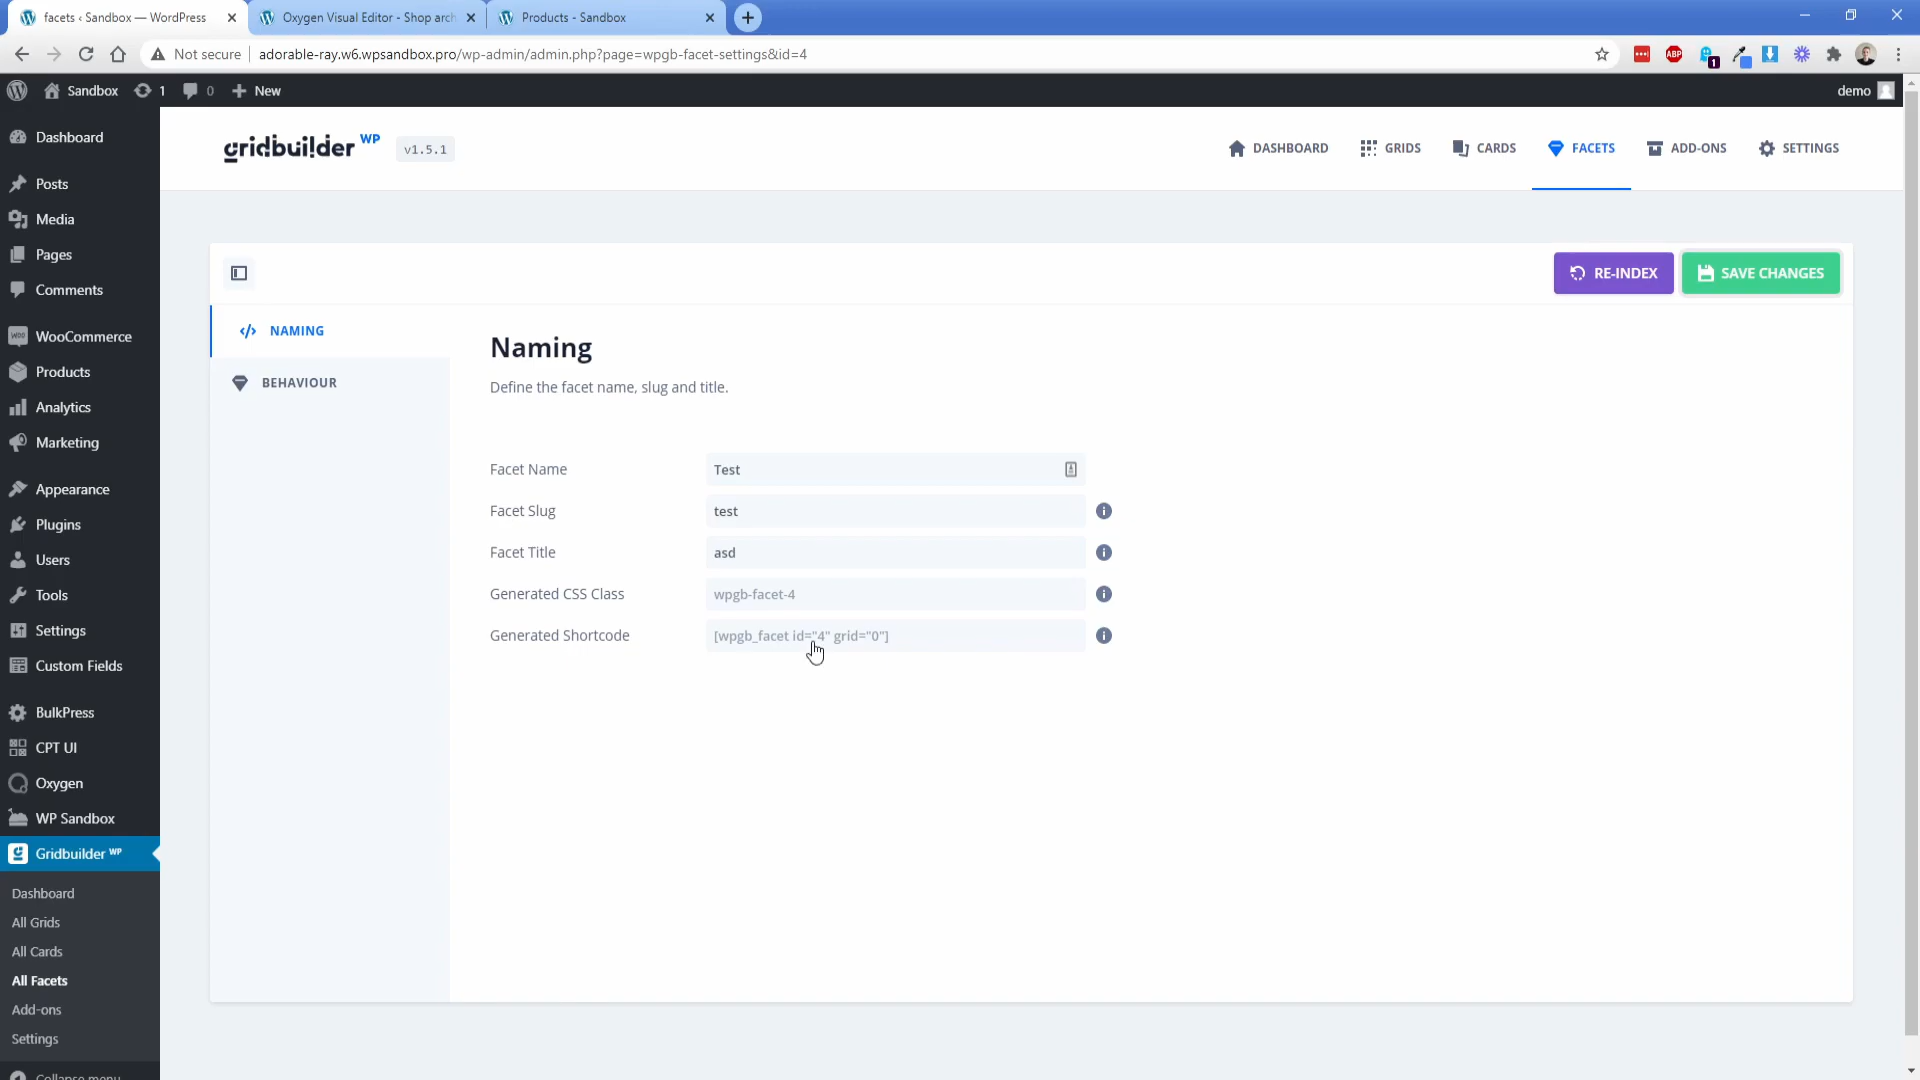 facets ‹ Sandbox — WordPress
Oxygen Visual Editor - Shop arch
Products - Sandbox
Not secure
adorable-ray.w6.wpsandbox.pro/wp-admin/admin.php?page=wpgb-facet-settings&id=4
ABP
1
Sandbox
1
0
New
demo
Dashboard
Posts
Media
Pages
Comments
WooCommerce
Products
Analytics
Marketing
Appearance
Plugins
Users
Tools
Settings
Custom Fields
BulkPress
CPT UI
Oxygen
WP Sandbox
Gridbuilder WP
Dashboard
All Grids
All Cards
All Facets
Add-ons
Settings
Collapse menu
gridbuilder WP
v1.5.1
DASHBOARD
GRIDS
CARDS
FACETS
ADD-ONS
SETTINGS
RE-INDEX
SAVE CHANGES
NAMING
BEHAVIOUR
Naming
Define the facet name, slug and title.
Facet Name
Test
Facet Slug
test
Facet Title
asd
Generated CSS Class
wpgb-facet-4
Generated Shortcode
[wpgb_facet id="4" grid="0"]